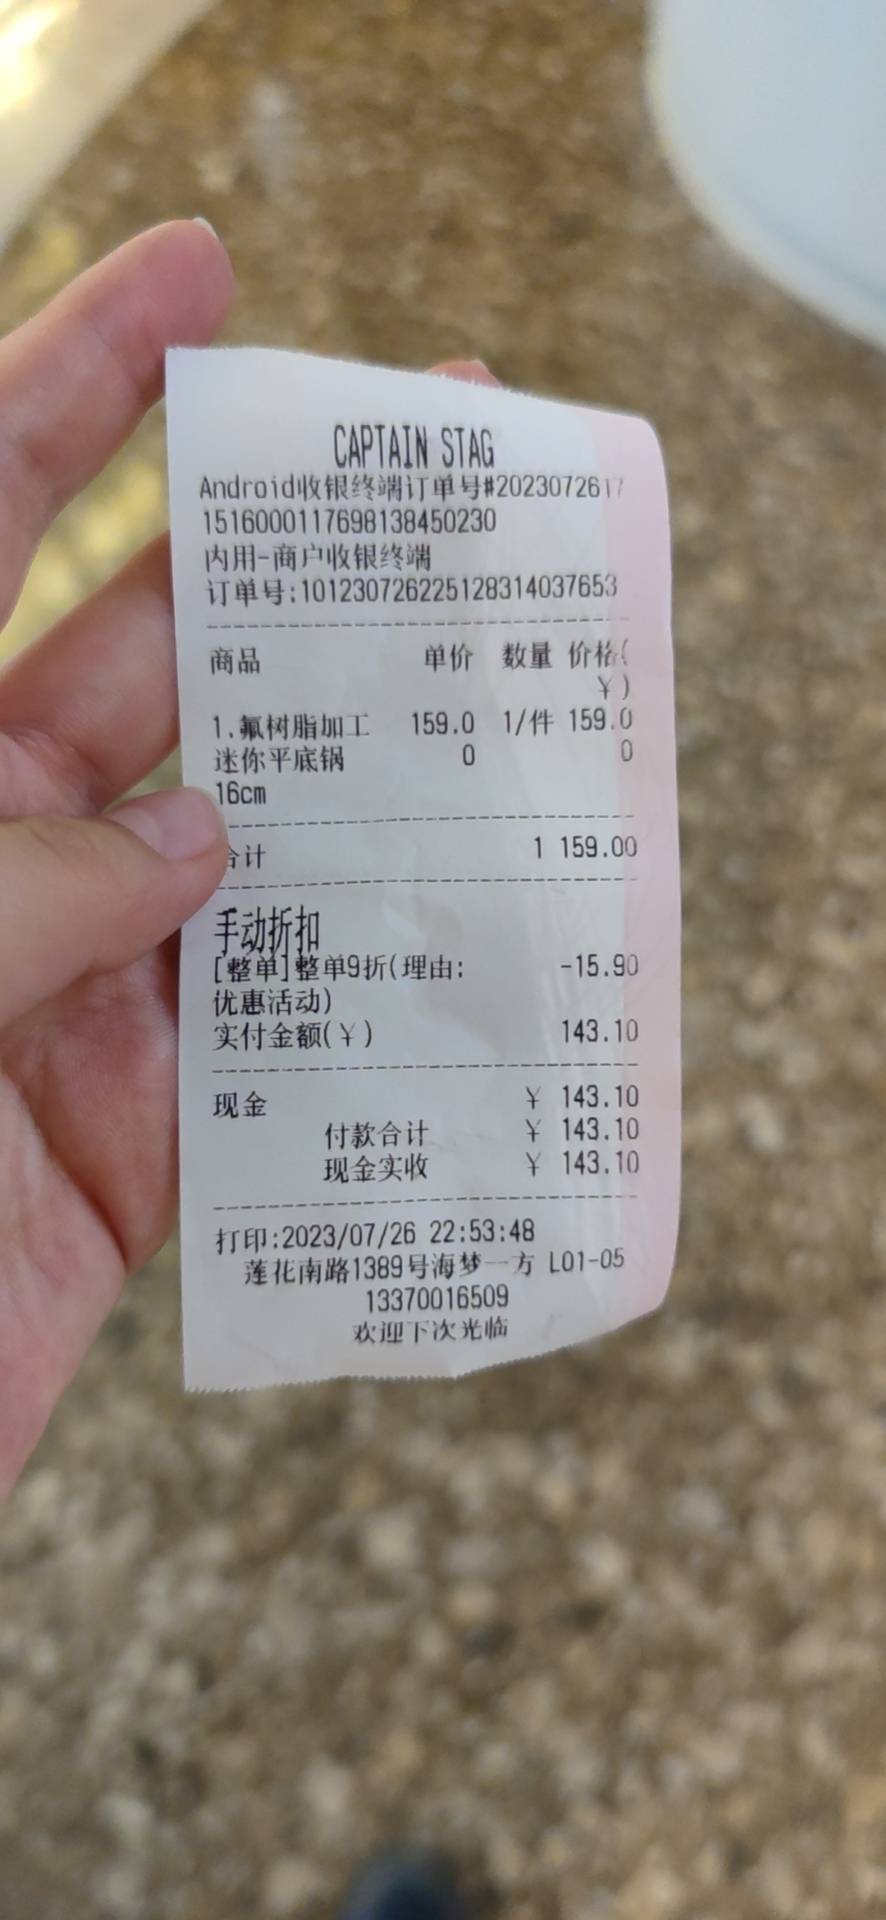 CAPTAIN STAG
Android收银终端订单号#2023072617
1516000117698138450230
内用-商户收银终端
订单号:101230726225128314037653
商品 单价 数量 价格(
¥)
1.氟树脂加工 159.0 1/件 159.0
迷你平底锅 0 0
16cm
合计 1 159.00
手动折扣
[整单]整单9折(理由: -15.90
优惠活动)
实付金额(¥) 143.10
现金 ¥ 143.10
付款合计 ¥ 143.10
现金实收 ¥ 143.10
打印:2023/07/26 22:53:48
莲花南路1389号海梦一方 L01-05
13370016509
欢迎下次光临